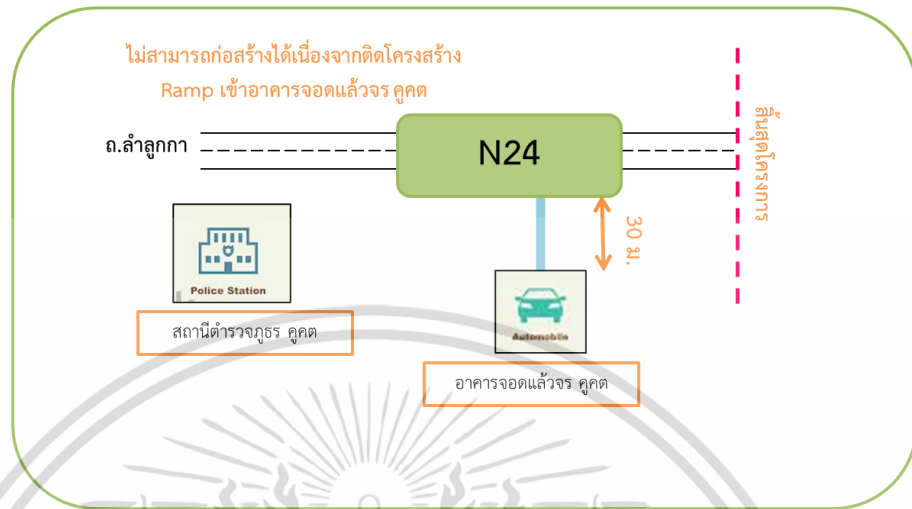 ไม่สามารถก่อสร้างได้เนื่องจากติดโครงสร้าง
Ramp เข้าอาคารจอดแล้วจร คูคต
ถ.ลำลูกกา
N24
สิ้นสุดโครงการ
30 ม.
Police Station
สถานีตำรวจภูธร คูคต
Automobile
อาคารจอดแล้วจร คูคต